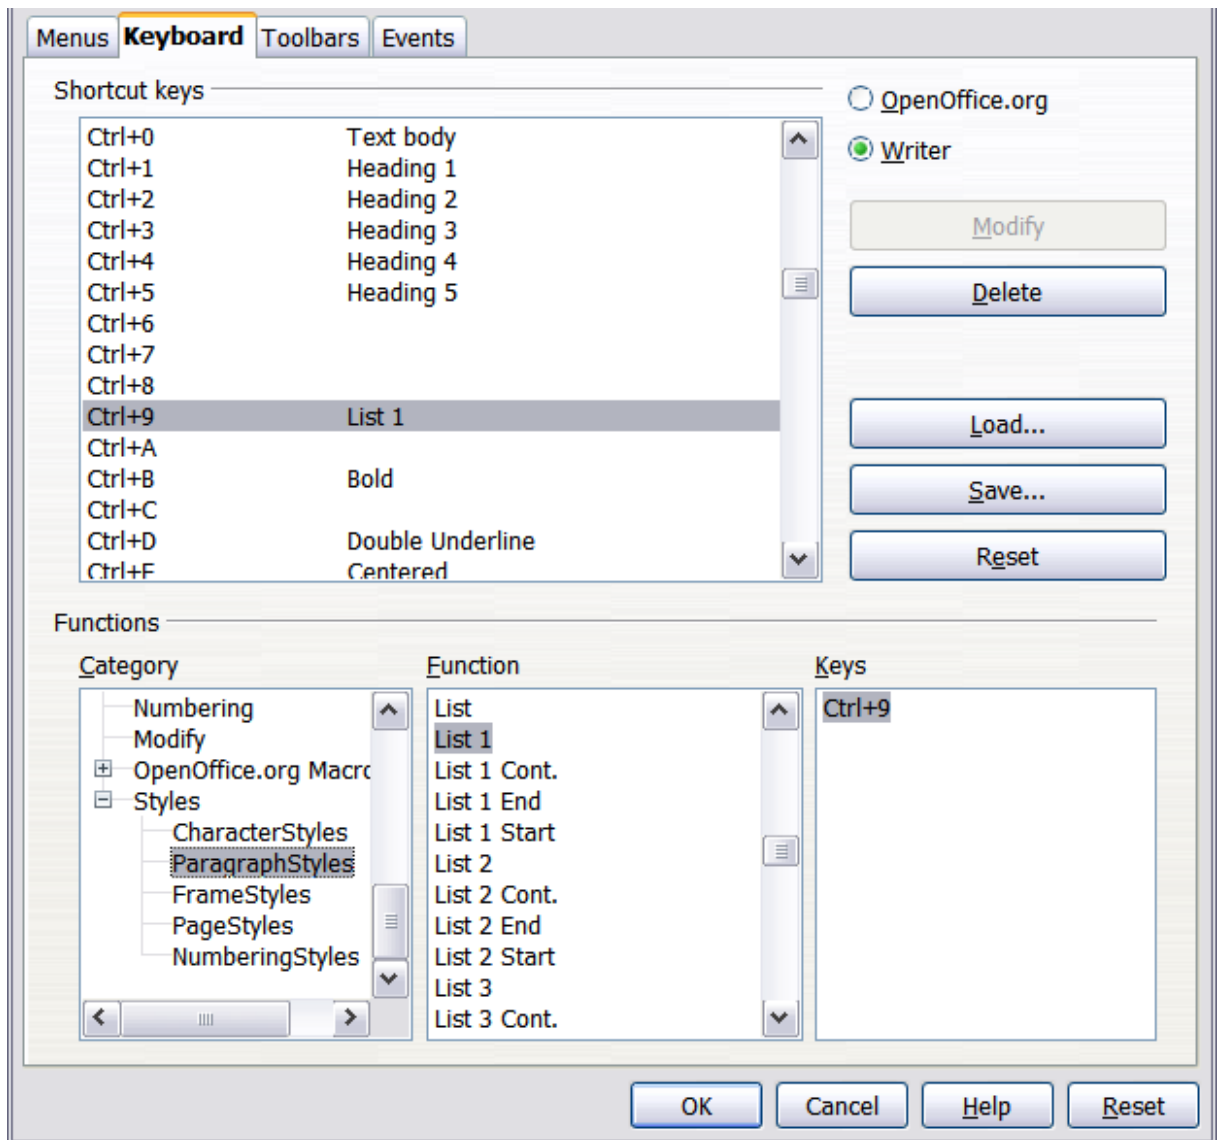 Menus Keyboard Toolbars Events
Shortcut keys
OpenOffice.org
Writer
Ctrl+0 Text body
Ctrl+1 Heading 1
Ctrl+2 Heading 2
Ctrl+3 Heading 3
Ctrl+4 Heading 4
Ctrl+5 Heading 5
Ctrl+6
Ctrl+7
Ctrl+8
Ctrl+9 List 1
Ctrl+A
Ctrl+B Bold
Ctrl+C
Ctrl+D Double Underline
Ctrl+E Centered
Modify
Delete
Load...
Save...
Reset
Functions
Category
Numbering
Modify
OpenOffice.org Macro
Styles
CharacterStyles
ParagraphStyles
FrameStyles
PageStyles
NumberingStyles
Function
List
List 1
List 1 Cont.
List 1 End
List 1 Start
List 2
List 2 Cont.
List 2 End
List 2 Start
List 3
List 3 Cont.
Keys
Ctrl+9
OK Cancel Help Reset